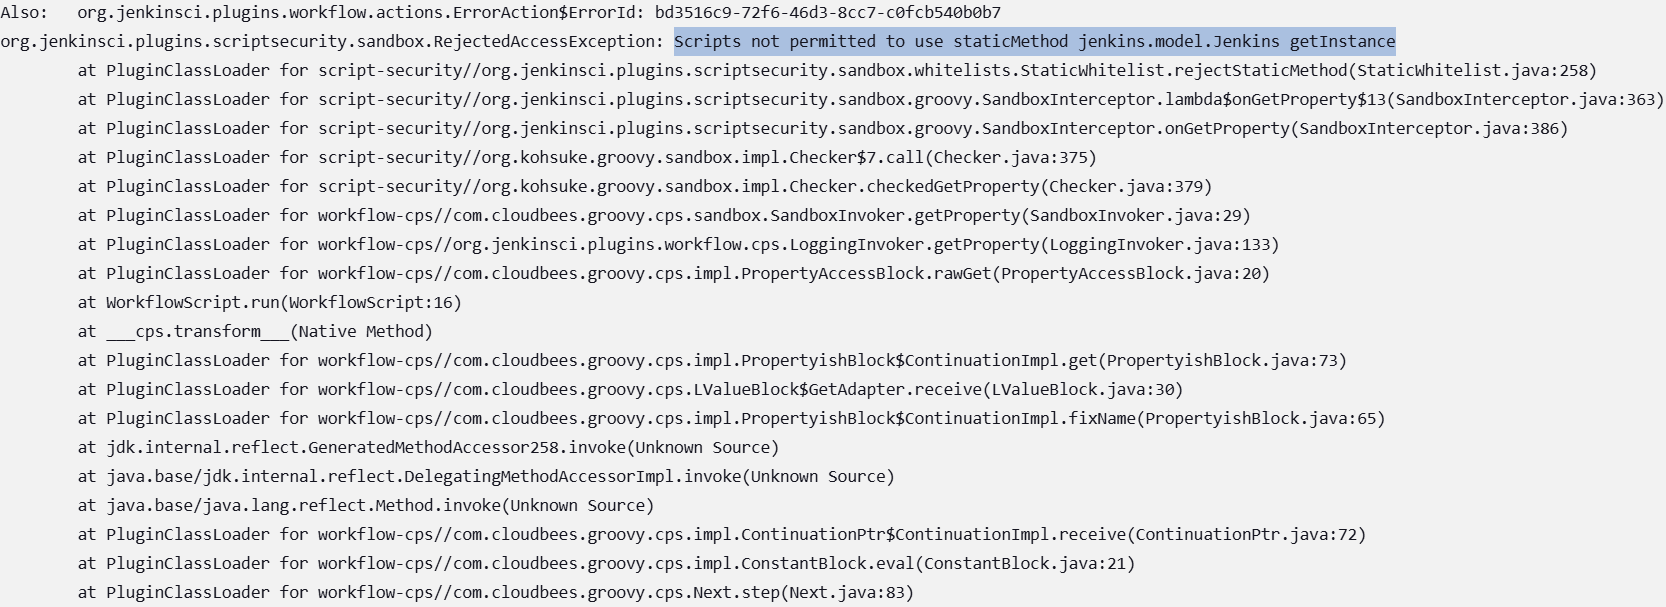 Also:   org.jenkinsci.plugins.workflow.actions.ErrorAction$ErrorId: bd3516c9-72f6-46d3-8cc7-c0fcb540b0b7
org.jenkinsci.plugins.scriptsecurity.sandbox.RejectedAccessException: Scripts not permitted to use staticMethod jenkins.model.Jenkins getInstance
	at PluginClassLoader for script-security//org.jenkinsci.plugins.scriptsecurity.sandbox.whitelists.StaticWhitelist.rejectStaticMethod(StaticWhitelist.java:258)
	at PluginClassLoader for script-security//org.jenkinsci.plugins.scriptsecurity.sandbox.groovy.SandboxInterceptor.lambda$onGetProperty$13(SandboxInterceptor.java:363)
	at PluginClassLoader for script-security//org.jenkinsci.plugins.scriptsecurity.sandbox.groovy.SandboxInterceptor.onGetProperty(SandboxInterceptor.java:386)
	at PluginClassLoader for script-security//org.kohsuke.groovy.sandbox.impl.Checker$7.call(Checker.java:375)
	at PluginClassLoader for script-security//org.kohsuke.groovy.sandbox.impl.Checker.checkedGetProperty(Checker.java:379)
	at PluginClassLoader for workflow-cps//com.cloudbees.groovy.cps.sandbox.SandboxInvoker.getProperty(SandboxInvoker.java:29)
	at PluginClassLoader for workflow-cps//org.jenkinsci.plugins.workflow.cps.LoggingInvoker.getProperty(LoggingInvoker.java:133)
	at PluginClassLoader for workflow-cps//com.cloudbees.groovy.cps.impl.PropertyAccessBlock.rawGet(PropertyAccessBlock.java:20)
	at WorkflowScript.run(WorkflowScript:16)
	at ___cps.transform___(Native Method)
	at PluginClassLoader for workflow-cps//com.cloudbees.groovy.cps.impl.PropertyishBlock$ContinuationImpl.get(PropertyishBlock.java:73)
	at PluginClassLoader for workflow-cps//com.cloudbees.groovy.cps.LValueBlock$GetAdapter.receive(LValueBlock.java:30)
	at PluginClassLoader for workflow-cps//com.cloudbees.groovy.cps.impl.PropertyishBlock$ContinuationImpl.fixName(PropertyishBlock.java:65)
	at jdk.internal.reflect.GeneratedMethodAccessor258.invoke(Unknown Source)
	at java.base/jdk.internal.reflect.DelegatingMethodAccessorImpl.invoke(Unknown Source)
	at java.base/java.lang.reflect.Method.invoke(Unknown Source)
	at PluginClassLoader for workflow-cps//com.cloudbees.groovy.cps.impl.ContinuationPtr$ContinuationImpl.receive(ContinuationPtr.java:72)
	at PluginClassLoader for workflow-cps//com.cloudbees.groovy.cps.impl.ConstantBlock.eval(ConstantBlock.java:21)
	at PluginClassLoader for workflow-cps//com.cloudbees.groovy.cps.Next.step(Next.java:83)